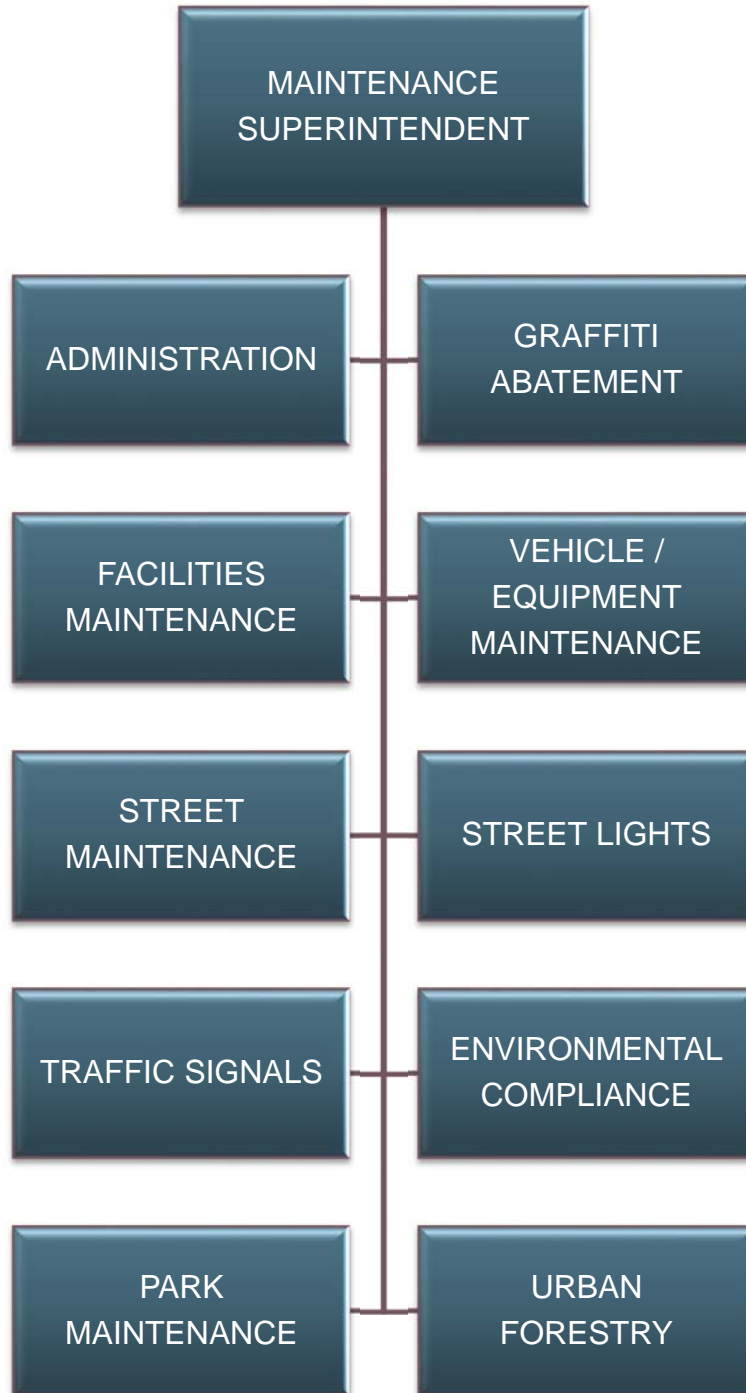 MAINTENANCE
SUPERINTENDENT
ADMINISTRATION
GRAFFITI
ABATEMENT
FACILITIES
MAINTENANCE
VEHICLE /
EQUIPMENT
MAINTENANCE
STREET
MAINTENANCE
STREET LIGHTS
TRAFFIC SIGNALS
ENVIRONMENTAL
COMPLIANCE
PARK
MAINTENANCE
URBAN
FORESTRY